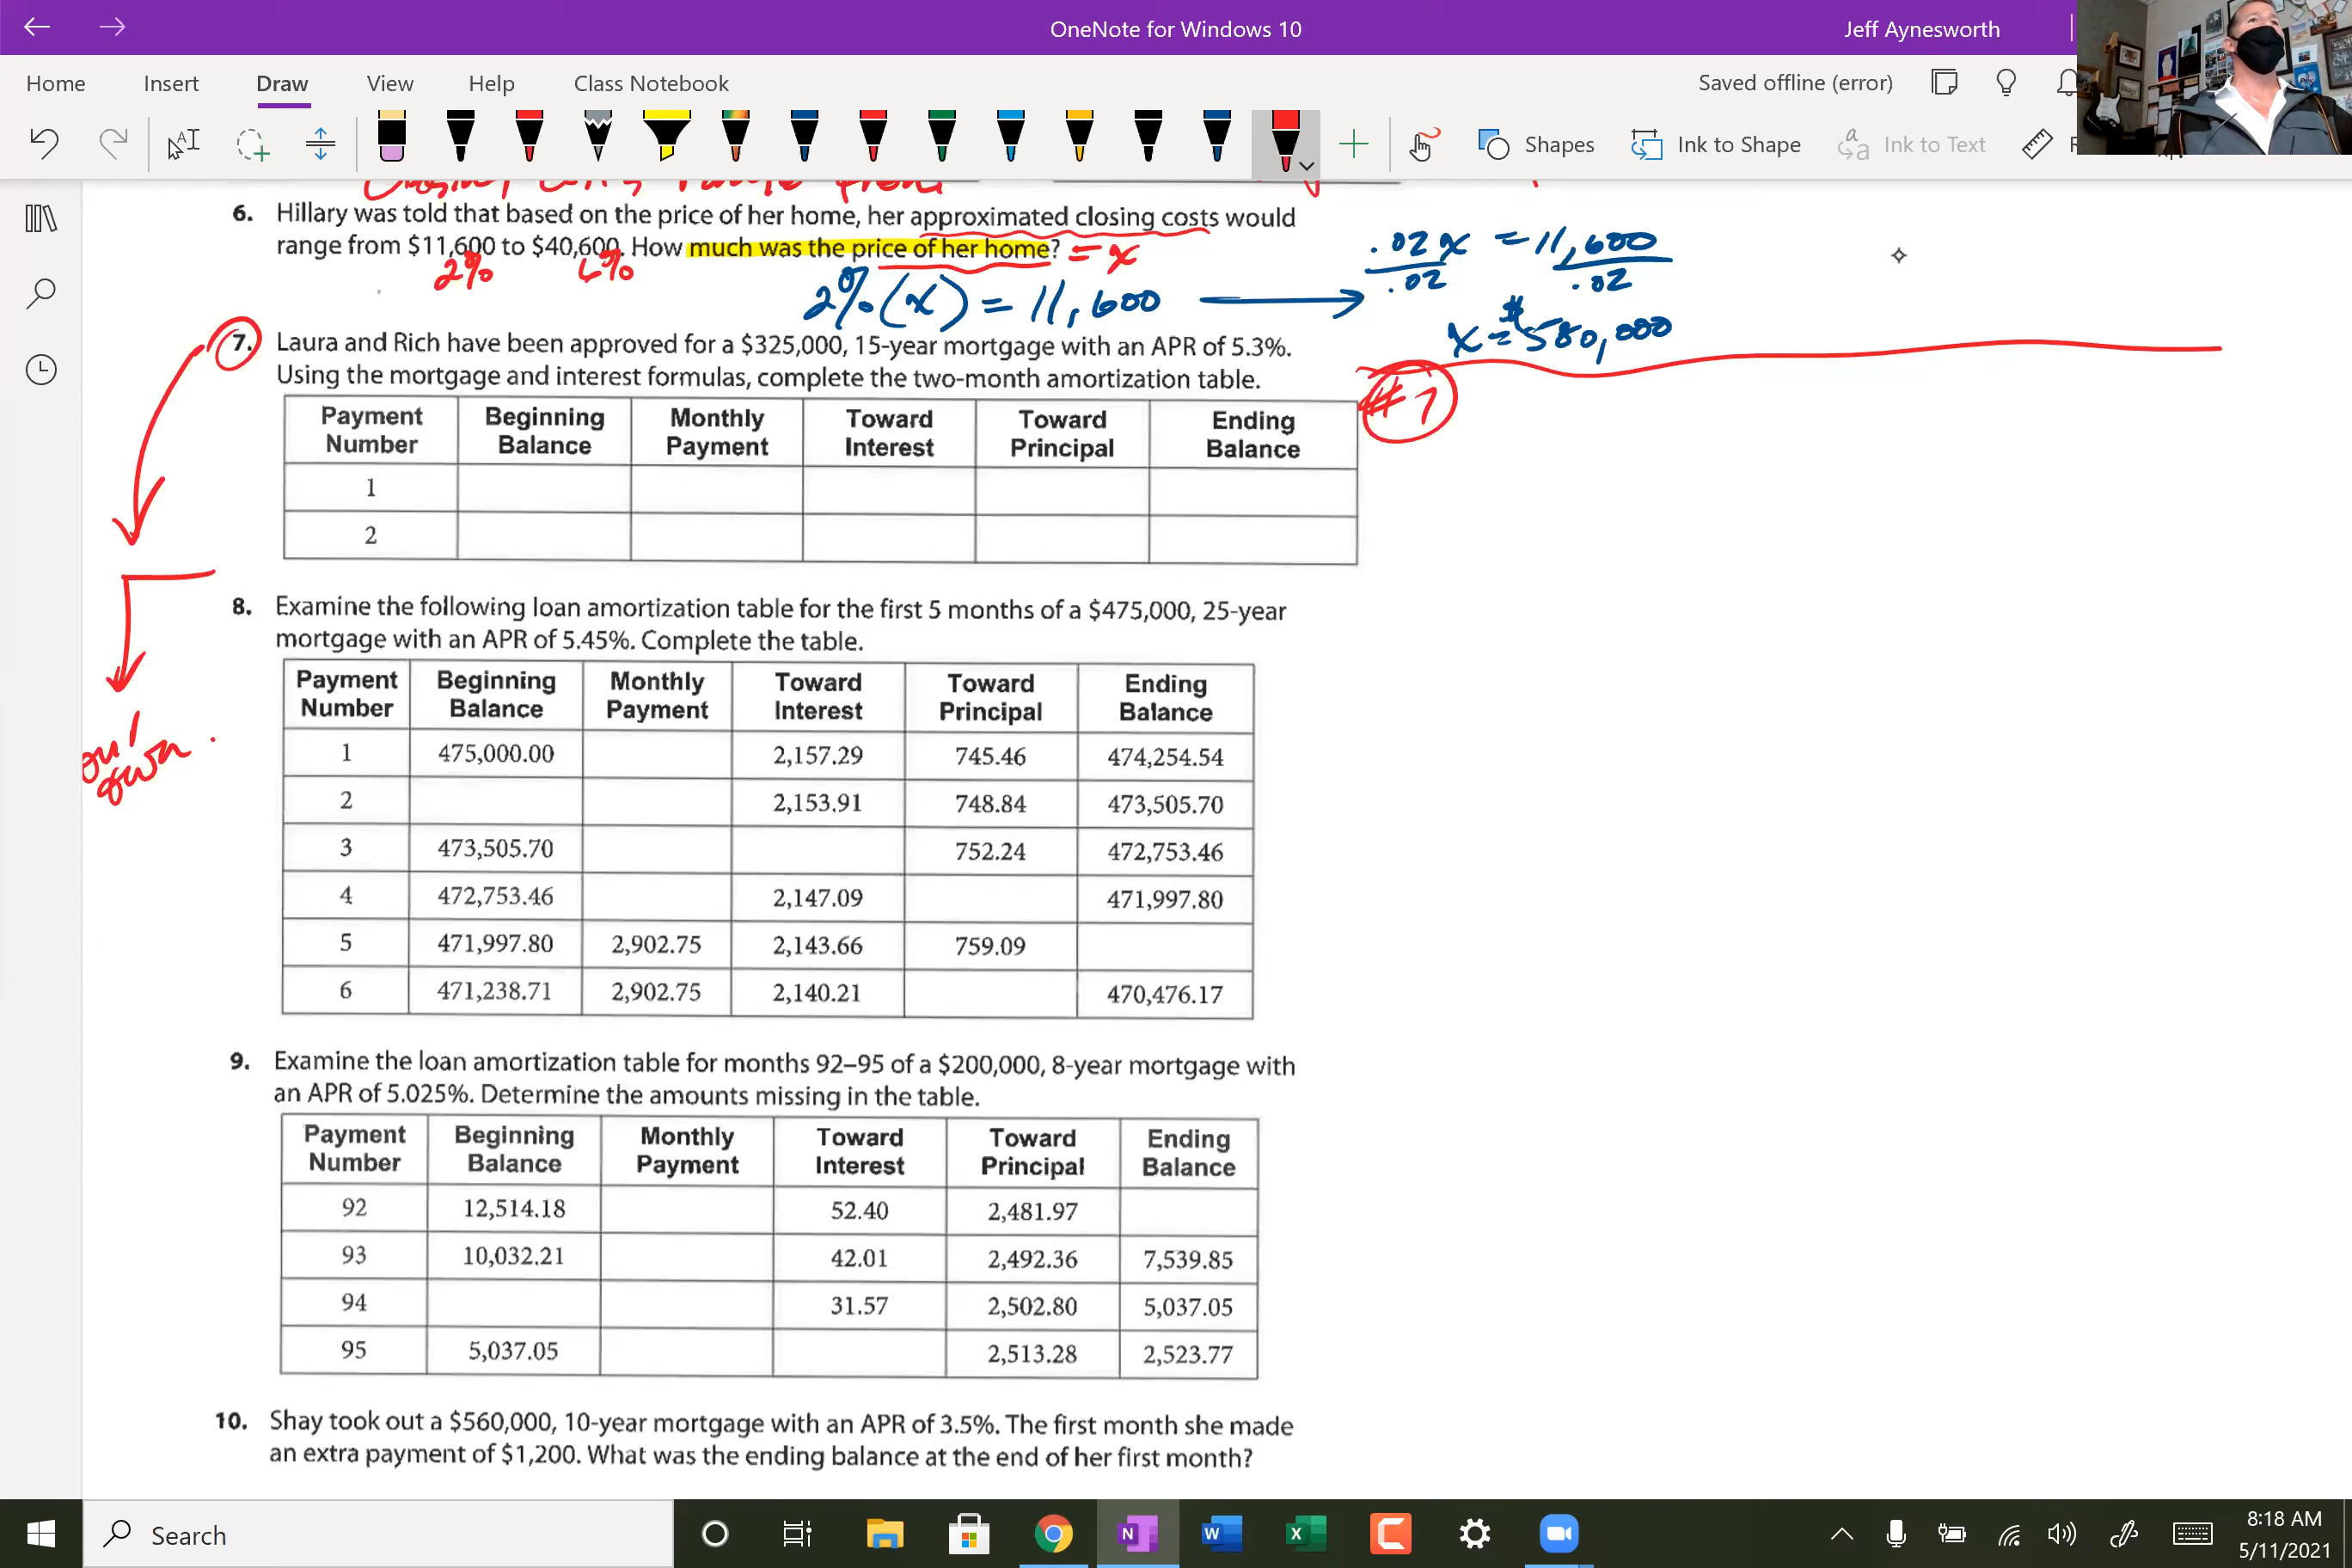 OneNote for Windows 10
Jeff Aynesworth
Home Insert Draw View Help Class Notebook
Saved offline (error)
Shapes Ink to Shape Ink to Text
6. Hillary was told that based on the price of her home, her approximated closing costs would
range from $11,600 to $40,600. How much was the price of her home? = x
2% 6%
2%(x) = 11,600
.02x = 11,600
.02 .02
x = $580,000
7. Laura and Rich have been approved for a $325,000, 15-year mortgage with an APR of 5.3%.
Using the mortgage and interest formulas, complete the two-month amortization table.
#7
Payment Number Beginning Balance Monthly Payment Toward Interest Toward Principal Ending Balance
1
2
8. Examine the following loan amortization table for the first 5 months of a $475,000, 25-year
mortgage with an APR of 5.45%. Complete the table.
Payment Number Beginning Balance Monthly Payment Toward Interest Toward Principal Ending Balance
1 475,000.00 2,157.29 745.46 474,254.54
2 2,153.91 748.84 473,505.70
3 473,505.70 752.24 472,753.46
4 472,753.46 2,147.09 471,997.80
5 471,997.80 2,902.75 2,143.66 759.09
6 471,238.71 2,902.75 2,140.21 470,476.17
own
9. Examine the loan amortization table for months 92–95 of a $200,000, 8-year mortgage with
an APR of 5.025%. Determine the amounts missing in the table.
Payment Number Beginning Balance Monthly Payment Toward Interest Toward Principal Ending Balance
92 12,514.18 52.40 2,481.97
93 10,032.21 42.01 2,492.36 7,539.85
94 31.57 2,502.80 5,037.05
95 5,037.05 2,513.28 2,523.77
10. Shay took out a $560,000, 10-year mortgage with an APR of 3.5%. The first month she made
an extra payment of $1,200. What was the ending balance at the end of her first month?
Search
8:18 AM
5/11/2021